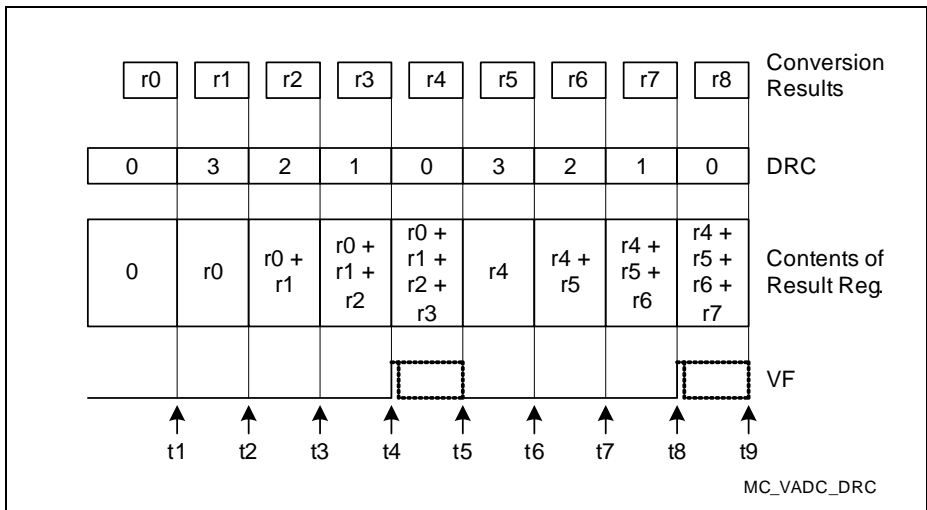 r0 r1 r2 r3 r4 r5 r6 r7 r8
Conversion
Results
0 3 2 1 0 3 2 1 0
DRC
0
r0
r0 +
r1
r0 +
r1 +
r2
r0 +
r1 +
r2 +
r3
r4
r4 +
r5
r4 +
r5 +
r6
r4 +
r5 +
r6 +
r7
Contents of
Result Reg.
VF
t1 t2 t3 t4 t5 t6 t7 t8 t9
MC_VADC_DRC